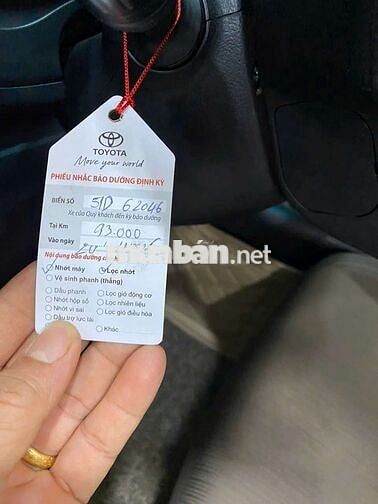 TOYOTA
Move your world
PHIẾU NHẮC BẢO DƯỠNG ĐỊNH KỲ
BIỂN SỐ 51D 62046
Xe của Quý khách đến kỳ bảo dưỡng
Tại Km 93.000
Vào ngày
Nội dung bảo dưỡng
muaban.net
Nhớt máy Lọc nhớt
Vệ sinh phanh (thắng)
Dầu phanh Lọc gió động cơ
Nhớt hộp số Lọc nhiên liệu
Nhớt vi sai Lọc gió điều hòa
Dầu trợ lực lái
Khác